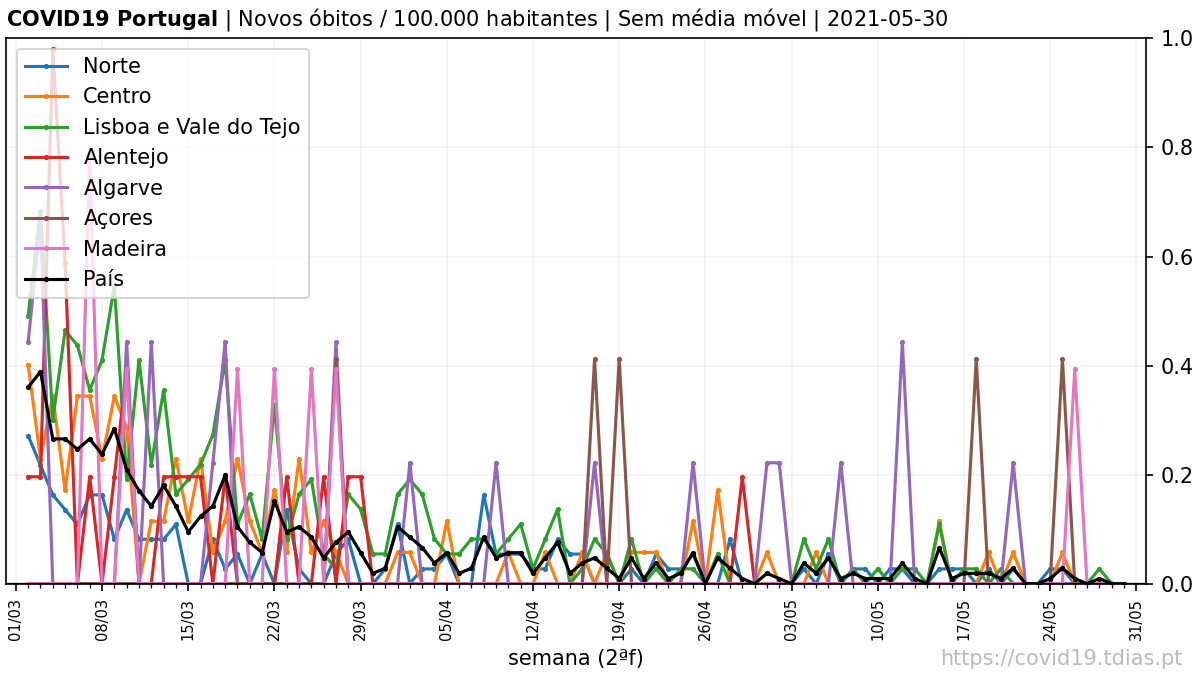 COVID19 Portugal | Novos óbitos / 100.000 habitantes | Sem média móvel | 2021-05-30
Norte
Centro
Lisboa e Vale do Tejo
Alentejo
Algarve
Açores
Madeira
País
1.0
0.8
0.6
0.4
0.2
0.0
01/03 08/03 15/03 22/03 29/03 05/04 12/04 19/04 26/04 03/05 10/05 17/05 24/05 31/05
semana (2ªf)
https://covid19.tdias.pt